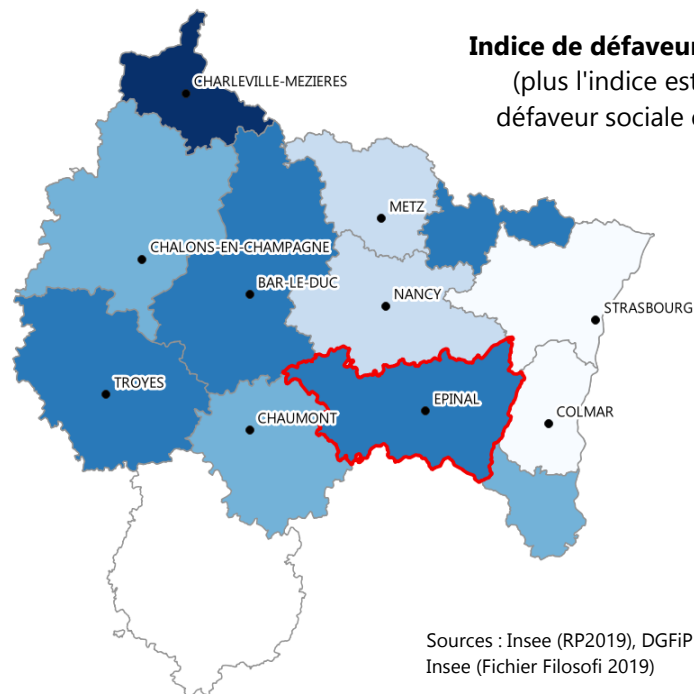 Indice de défaveur
(plus l'indice est
défaveur sociale
CHARLEVILLE-MEZIERES
METZ
CHALONS-EN-CHAMPAGNE
BAR-LE-DUC
NANCY
STRASBOURG
TROYES
EPINAL
CHAUMONT
COLMAR
Sources : Insee (RP2019), DGFiP
Insee (Fichier Filosofi 2019)